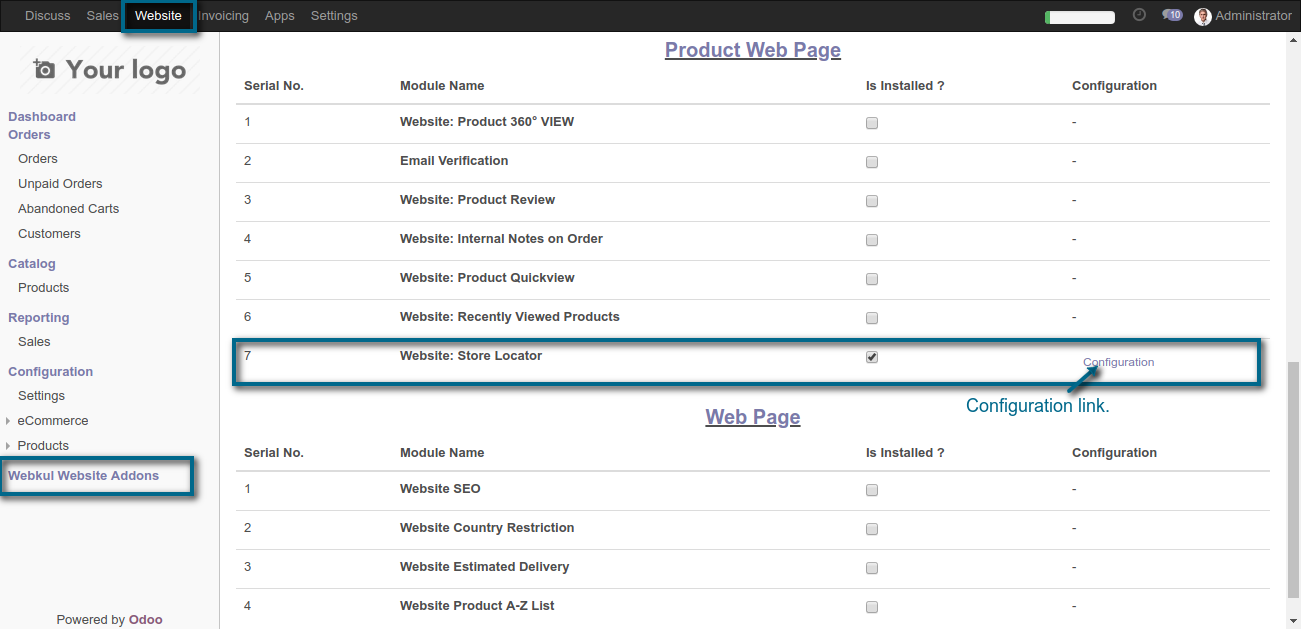 Discuss Sales Website Invoicing Apps Settings 10 Administrator
Your logo
Dashboard
Orders
Orders
Unpaid Orders
Abandoned Carts
Customers
Catalog
Products
Reporting
Sales
Configuration
Settings
eCommerce
Products
Webkul Website Addons
Powered by Odoo
Product Web Page
Serial No. Module Name Is Installed ? Configuration
1 Website: Product 360° VIEW -
2 Email Verification -
3 Website: Product Review -
4 Website: Internal Notes on Order -
5 Website: Product Quickview -
6 Website: Recently Viewed Products -
7 Website: Store Locator Configuration
Configuration link.
Web Page
Serial No. Module Name Is Installed ? Configuration
1 Website SEO -
2 Website Country Restriction -
3 Website Estimated Delivery -
4 Website Product A-Z List -